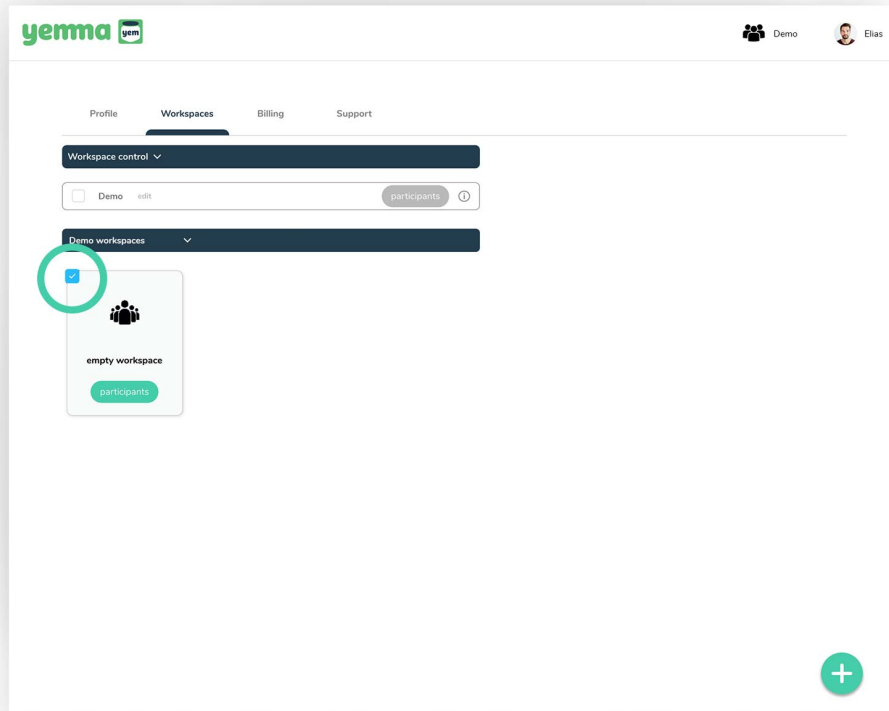 yemma yem
Demo
Elias
Profile
Workspaces
Billing
Support
Workspace control
Demo edit participants
Demo workspaces
empty workspace
participants